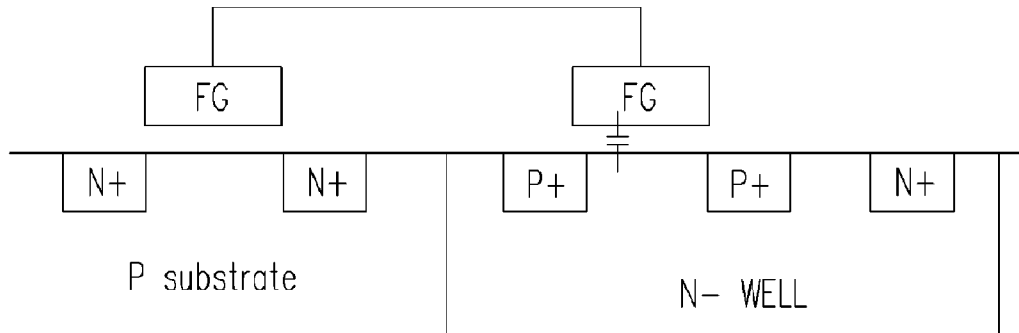 FG
FG
N+
N+
P+
P+
N+
P substrate
N- WELL